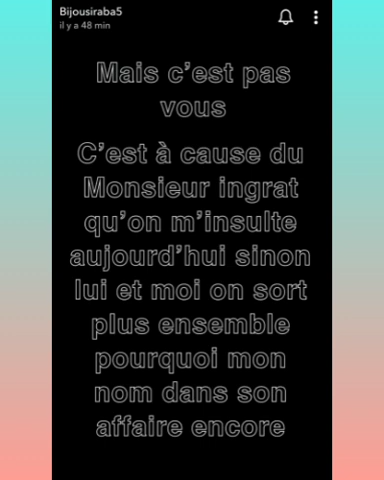 Bijousiraba5
il y a 48 min
Mais c'est pas
vous
C'est à cause du
Monsieur ingrat
qu'on m'insulte
aujourd'hui sinon
lui et moi on sort
plus ensemble
pourquoi mon
nom dans son
affaire encore